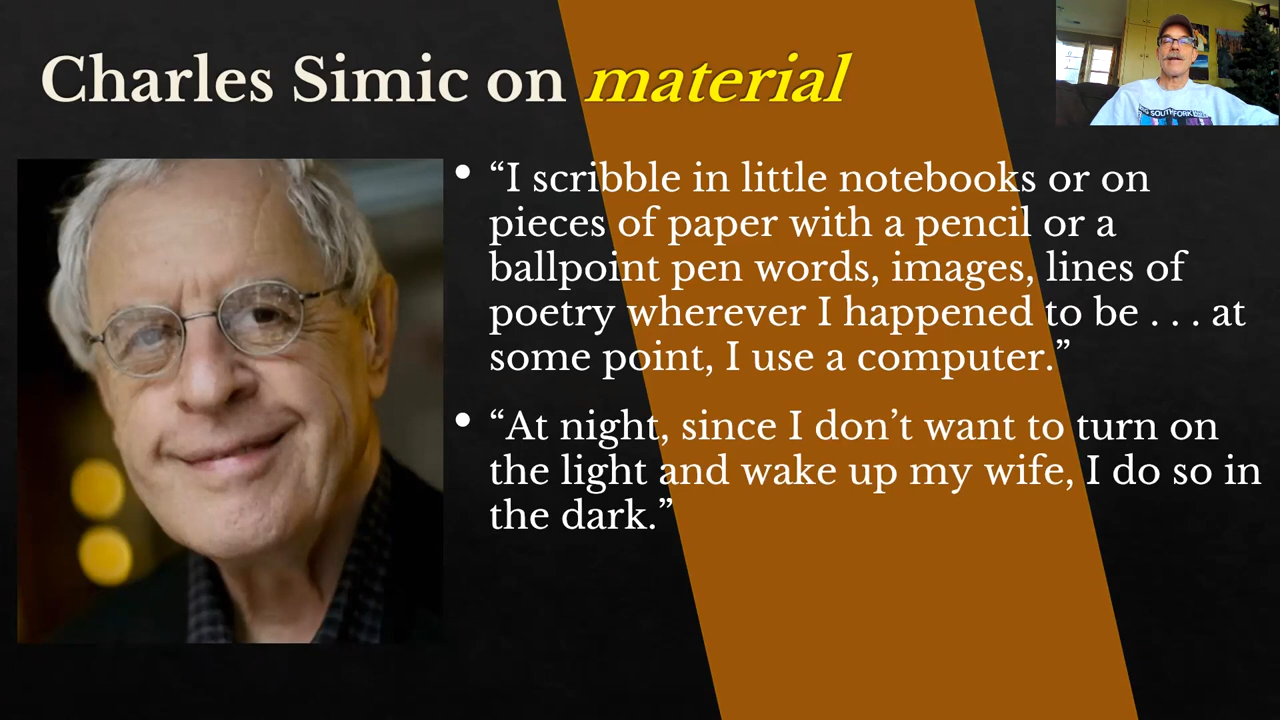 Charles Simic on material
• “I scribble in little notebooks or on
pieces of paper with a pencil or a
ballpoint pen words, images, lines of
poetry wherever I happened to be . . . at
some point, I use a computer.”
• “At night, since I don’t want to turn on
the light and wake up my wife, I do so in
the dark.”